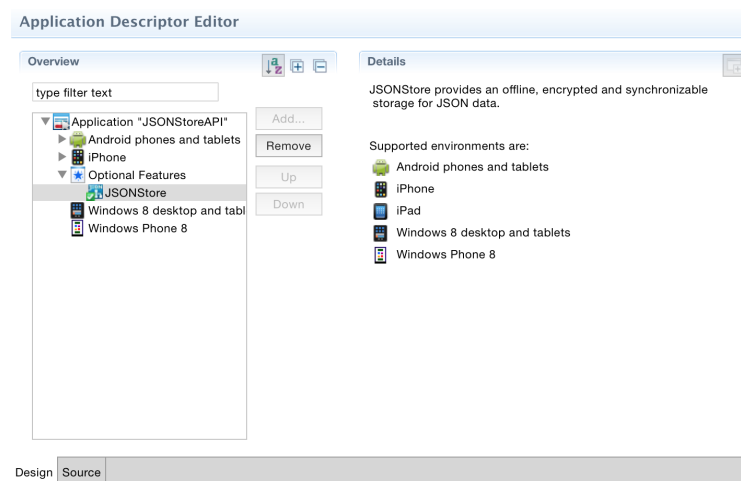 Application Descriptor Editor
Overview
type filter text
Application "JSONStoreAPI"
Android phones and tablets
iPhone
Optional Features
JSONStore
Windows 8 desktop and tabl
Windows Phone 8
Add...
Remove
Up
Down
Details
JSONStore provides an offline, encrypted and synchronizable
storage for JSON data.
Supported environments are:
Android phones and tablets
iPhone
iPad
Windows 8 desktop and tablets
Windows Phone 8
Design Source